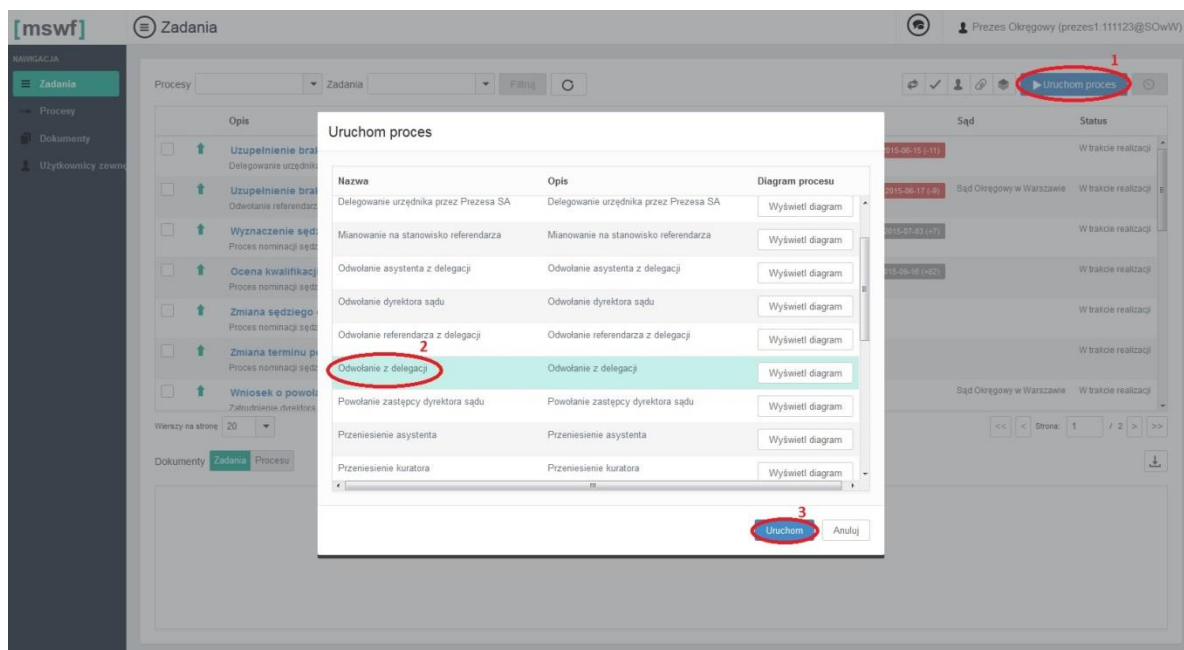 [mswf]
Zadania
Prezes Okręgowy (prezes1:111123@SOwW)
NAWIGACJA
Zadania
Procesy
Dokumenty
Użytkownicy zewnę
1
Procesy
Zadania
Filtruj
Uruchom proces
Opis
Sąd
Status
Uzupełnienie bra
Delegowanie urzędnik
2015-06-15 (-11)
W trakcie realizacji
Uzupełnienie bra
Odwołanie referendarz
2015-06-17 (-9)
Sąd Okręgowy w Warszawie
W trakcie realizacji
Wyznaczenie sędz
Proces nominacji sędz
2015-07-03 (+7)
W trakcie realizacji
Ocena kwalifikacj
Proces nominacji sędz
W trakcie realizacji
Zmiana sędziego
Proces nominacji sędz
W trakcie realizacji
Zmiana terminu p
Proces nominacji sędz
W trakcie realizacji
Wniosek o powoła
Zatrudnienie dyrektora
Sąd Okręgowy w Warszawie
W trakcie realizacji
Uruchom proces
Nazwa
Opis
Diagram procesu
Delegowanie urzędnika przez Prezesa SA
Delegowanie urzędnika przez Prezesa SA
Wyświetl diagram
Mianowanie na stanowisko referendarza
Mianowanie na stanowisko referendarza
Wyświetl diagram
Odwołanie asystenta z delegacji
Odwołanie asystenta z delegacji
Wyświetl diagram
Odwołanie dyrektora sądu
Odwołanie dyrektora sądu
Wyświetl diagram
Odwołanie referendarza z delegacji
Odwołanie referendarza z delegacji
Wyświetl diagram
2
Odwołanie z delegacji
Odwołanie z delegacji
Wyświetl diagram
Powołanie zastępcy dyrektora sądu
Powołanie zastępcy dyrektora sądu
Wyświetl diagram
Przeniesienie asystenta
Przeniesienie asystenta
Wyświetl diagram
Przeniesienie kuratora
Przeniesienie kuratora
Wyświetl diagram
3
Uruchom
Anuluj
Wierszy na stronę
20
<<
<
Strona:
1
/ 2
>
>>
Dokumenty
Zadania
Procesu